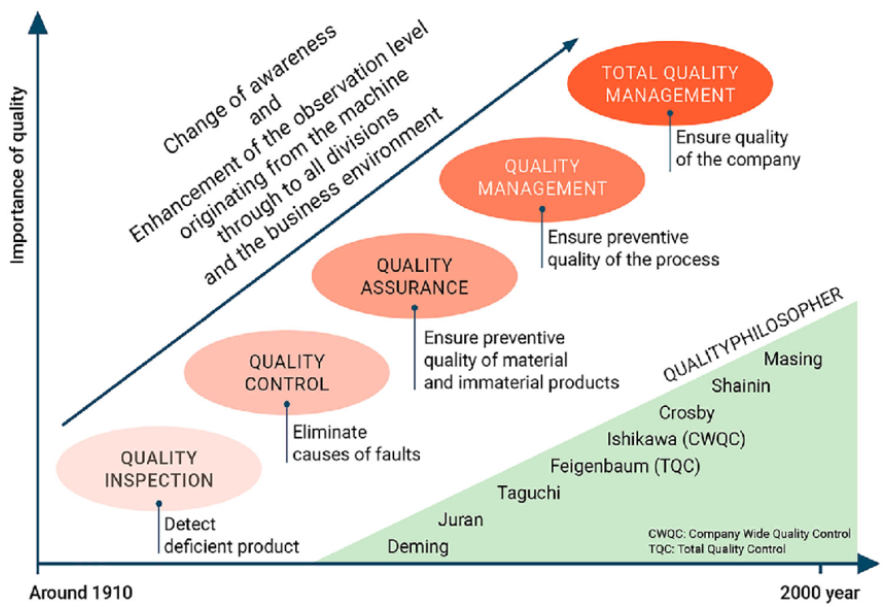 Importance of quality
Change of awareness
and
Enhancement of the observation level
originating from the machine
through to all divisions
and the business environment
TOTAL QUALITY
MANAGEMENT
Ensure quality
of the company
QUALITY
MANAGEMENT
Ensure preventive
quality of the process
QUALITY
ASSURANCE
Ensure preventive
quality of material
and immaterial products
QUALITY
CONTROL
Eliminate
causes of faults
QUALITY
INSPECTION
Detect
deficient product
QUALITYPHILOSOPHER
Masing
Shainin
Crosby
Ishikawa (CWQC)
Feigenbaum (TQC)
Taguchi
Juran
Deming
CWQC: Company Wide Quality Control
TQC: Total Quality Control
Around 1910
2000 year